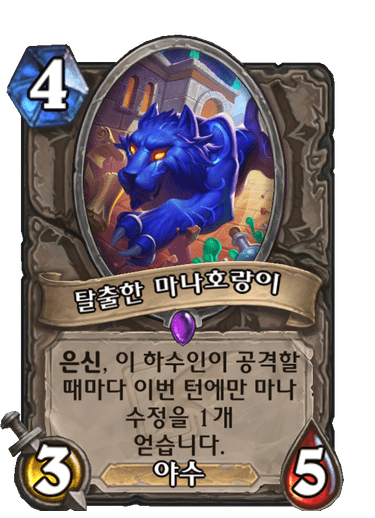 4
탈출한 마나호랑이
은신, 이 하수인이 공격할
때마다 이번 턴에만 마나
수정을 1개
얻습니다.
야수
3
5